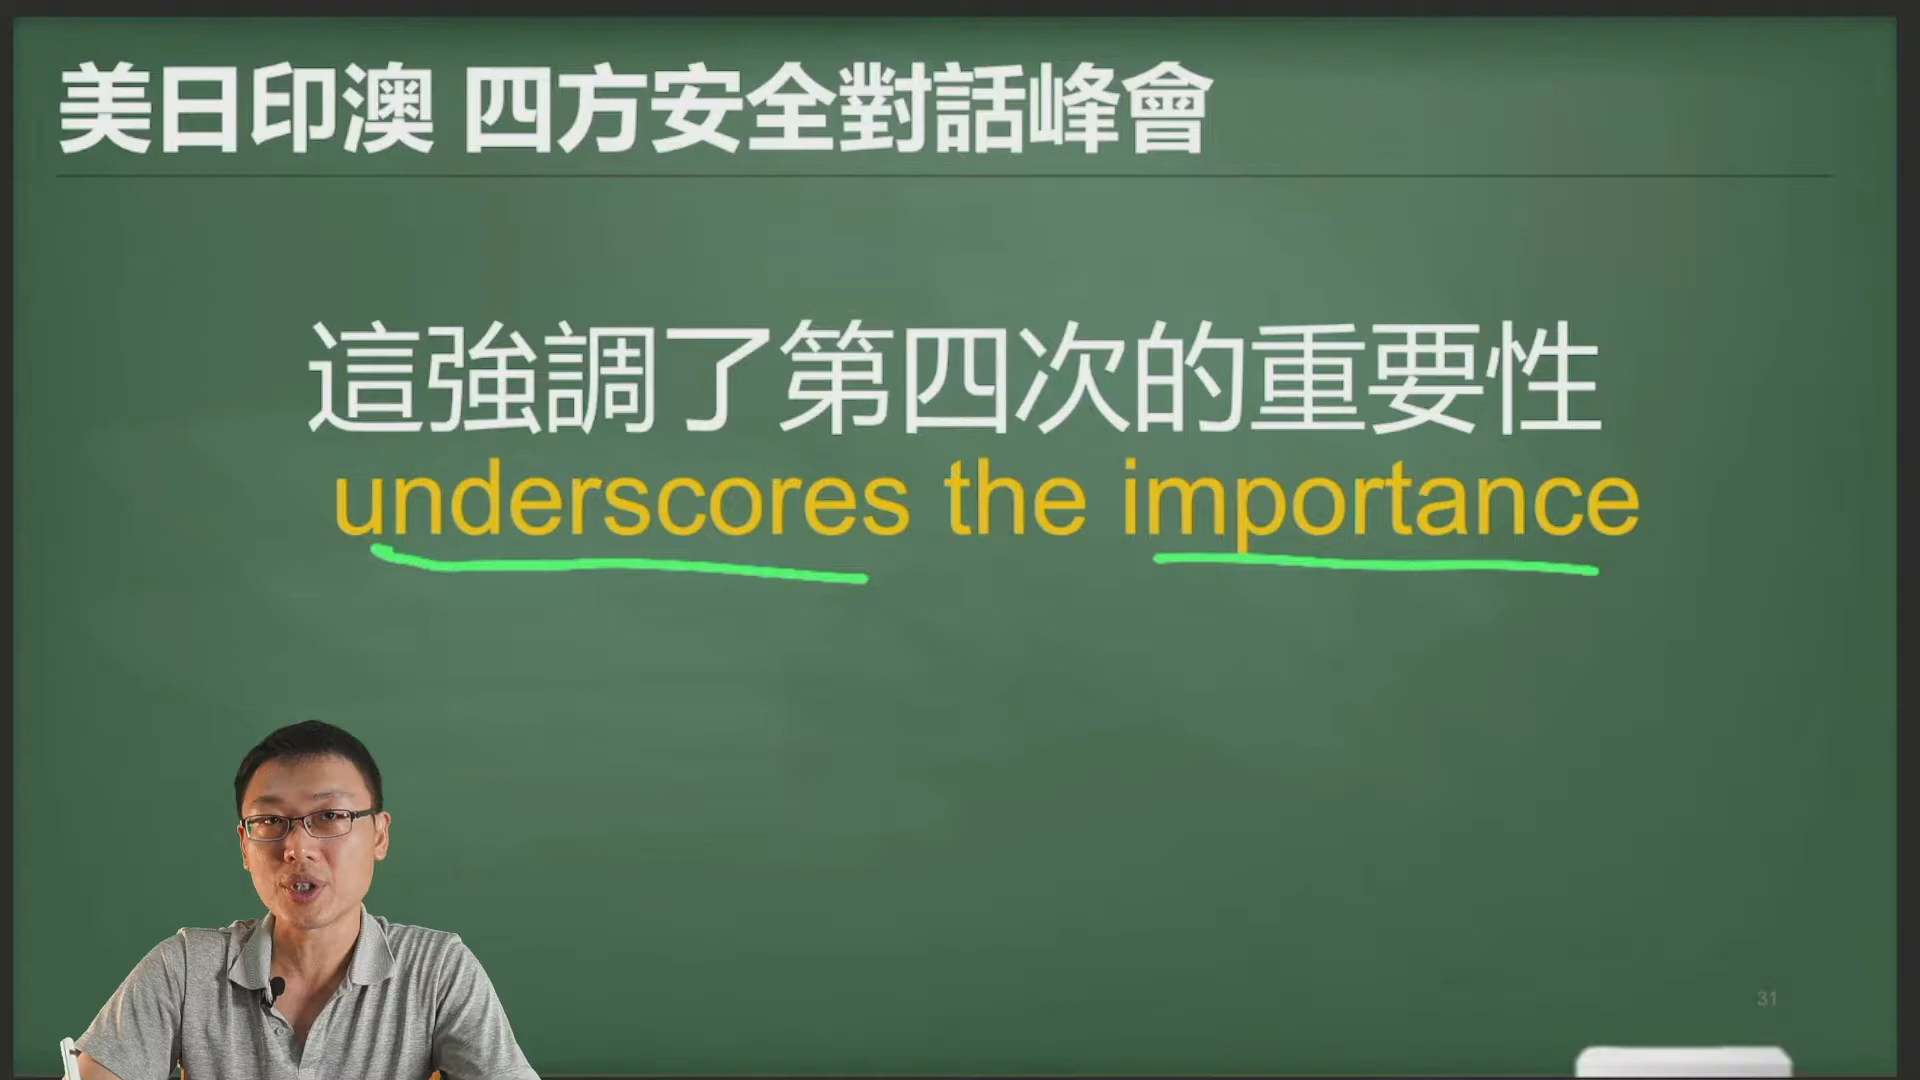 美日印澳 四方安全對話峰會
這強調了第四次的重要性
underscores the importance
31